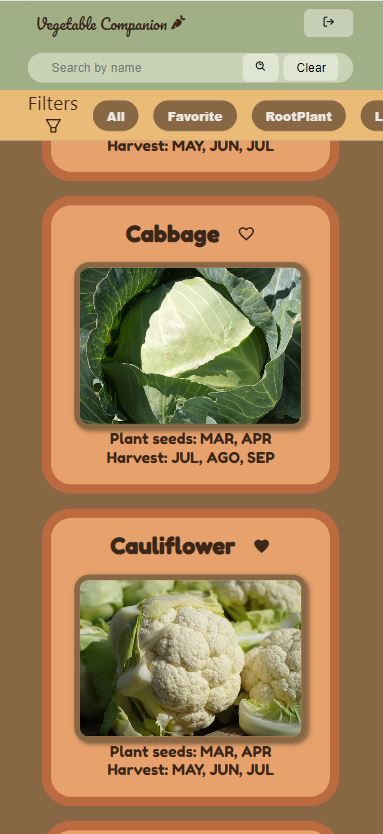 Vegetable Companion
Search by name
Clear
Filters
All
Favorite
RootPlant
L
Harvest: MAY, JUN, JUL
Cabbage
Plant seeds: MAR, APR
Harvest: JUL, AGO, SEP
Cauliflower
Plant seeds: MAR, APR
Harvest: MAY, JUN, JUL